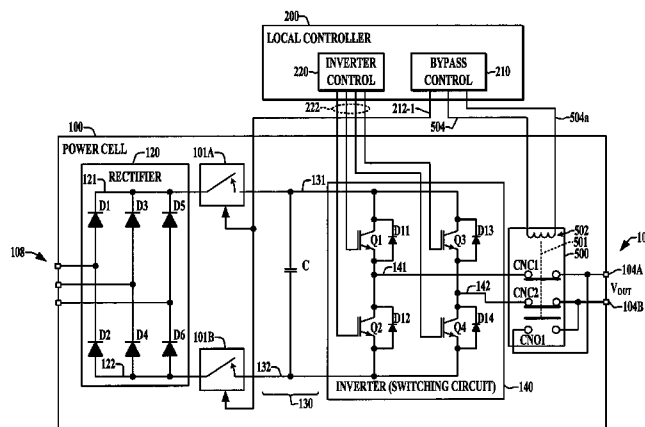 200
LOCAL CONTROLLER
220
INVERTER
CONTROL
BYPASS
CONTROL
210
222
212-1
504
504a
100
POWER CELL
120
RECTIFIER
101A
121
131
D1
D3
D5
D11
D13
502
501
500
108
Q1
Q3
CNC1
10
104A
141
142
C
CNC2
VOUT
104B
D12
D14
D2
D4
D6
101B
Q2
Q4
CNO1
122
132
130
INVERTER (SWITCHING CIRCUIT)
140